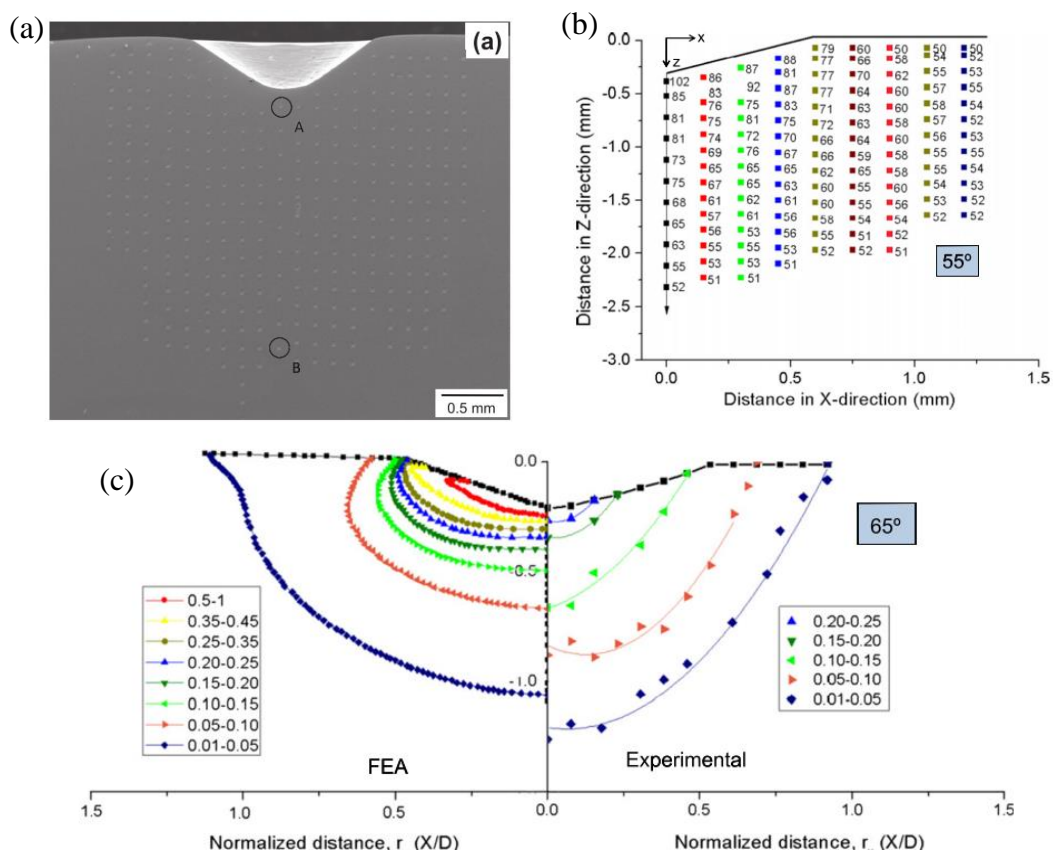 (a)
(a)
A
B
0.5 mm
(b)
Distance in Z-direction (mm)
0.0
-0.5
-1.0
-1.5
-2.0
-2.5
-3.0
x
z
102 85 81 81 73 75 68 65 63 55 52
86 83 76 75 74 69 65 67 61 57 56 55 53 51
87 92 75 81 72 76 65 65 62 61 53 55 53 51
88 81 87 83 75 70 67 65 63 61 56 56 53 51
79 77 77 71 72 66 66 62 60 60 58 55 52
60 66 70 64 63 63 64 59 65 55 55 54 51 52
50 58 62 60 60 58 60 58 58 60 56 54 52 51
50 54 55 57 55 57 56 55 55 54 53 52
50 52 53 55 54 52 53 55 52 53 52 52
55º
0.0 0.5 1.0 1.5
Distance in X-direction (mm)
(c)
0.0
-0.5
-1.0
0.5-1
0.35-0.45
0.25-0.35
0.20-0.25
0.15-0.20
0.10-0.15
0.05-0.10
0.01-0.05
FEA
65º
0.20-0.25
0.15-0.20
0.10-0.15
0.05-0.10
0.01-0.05
Experimental
1.5 1.0 0.5 0.0 0.5 1.0 1.5
Normalized distance, r (X/D)
Normalized distance, r (X/D)